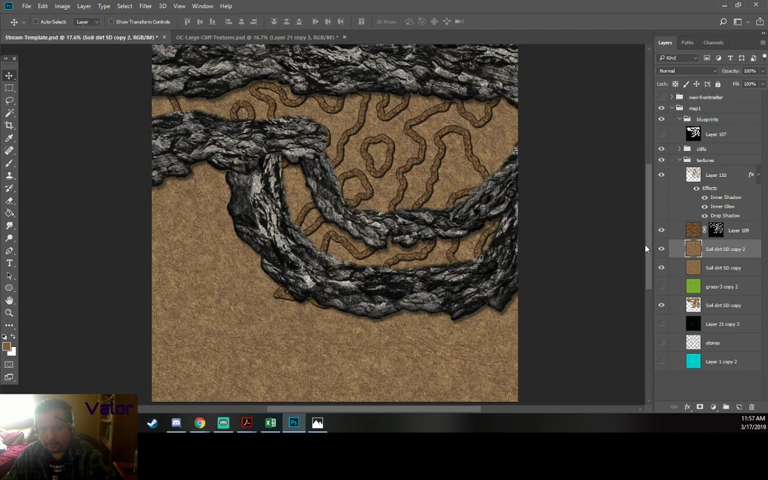 File Edit Image Layer Type Select Filter 3D View Window Help
Auto-Select: Layer Show Transform Controls 3D Mode
Stream-Template.psd @ 17.6% (Soil dirt SD copy 2, RGB/8#) * × OC-Large-Cliff-Textures.psd @ 16.7% (Layer 21 copy 3, RGB/8#) * ×
Layers Paths Channels
Kind
Normal Opacity: 100%
Lock: Fill: 100%
map1
blueprints
Layer 107
cliffs
textures
Layer 110 fx
Effects
Inner Shadow
Inner Glow
Drop Shadow
Layer 109
Soil dirt SD copy 2
Soil dirt SD copy
grass-3 copy 2
Soil dirt SD copy
Layer 21 copy 3
stones
Layer 1 copy 2
Valor
11:57 AM
3/17/2019